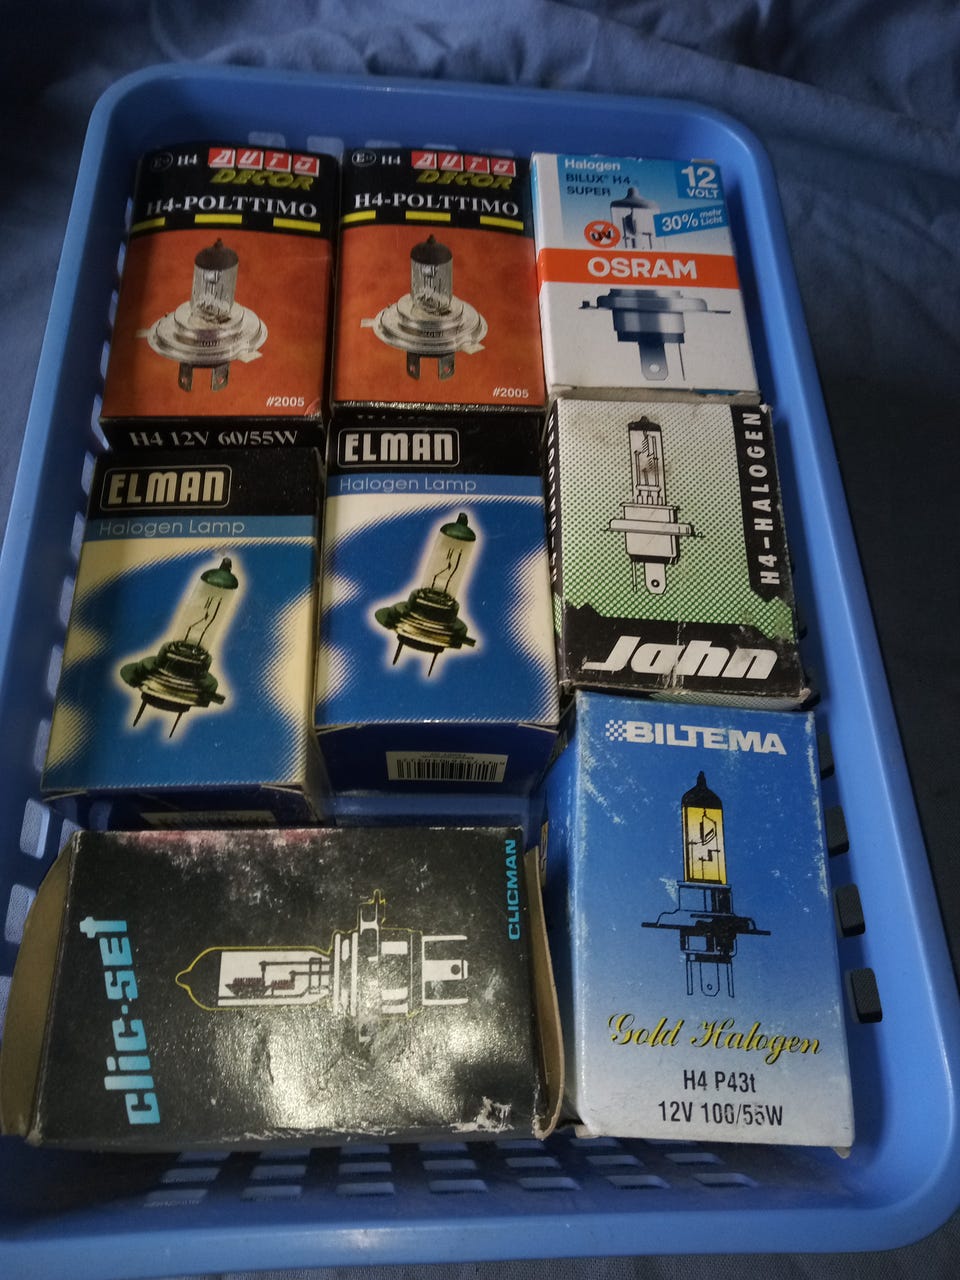 H4 AUTO
DECOR
H4-POLTTIMO
#2005
H4 12V 60/55W
H4 AUTO
DECOR
H4-POLTTIMO
#2005
Halogen
BILUX® H4
SUPER
12
VOLT
UV
30% mehr
Licht
OSRAM
ELMAN
Halogen Lamp
ELMAN
Halogen Lamp
H4-HALOGEN
Jahn
clic·set
CLICMAN
BILTEMA
Gold Halogen
H4 P43t
12V 100/55W